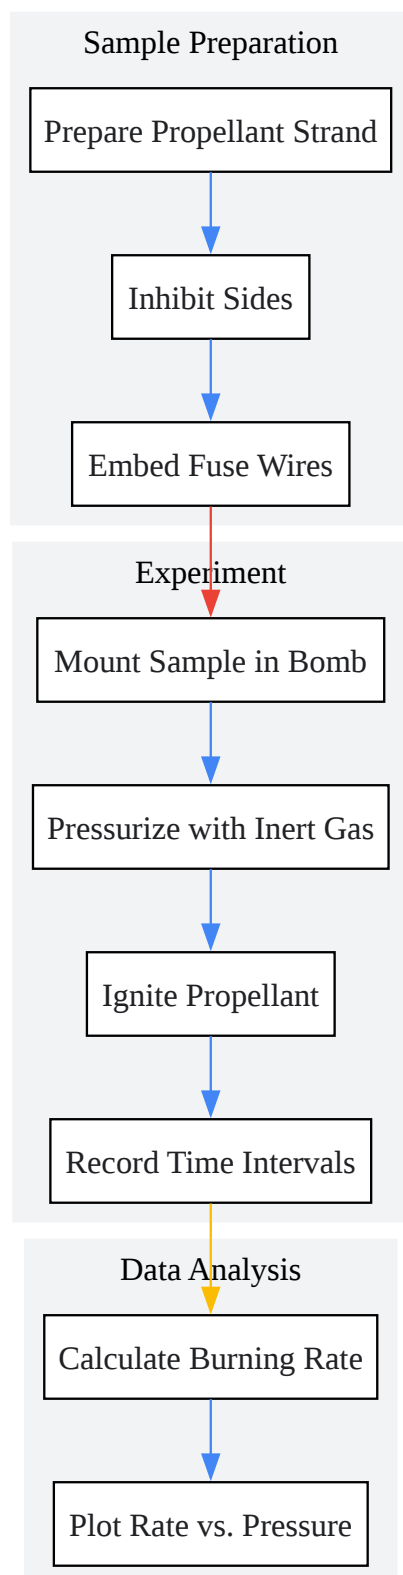 Sample Preparation
Prepare Propellant Strand
Inhibit Sides
Embed Fuse Wires
Experiment
Mount Sample in Bomb
Pressurize with Inert Gas
Ignite Propellant
Record Time Intervals
Data Analysis
Calculate Burning Rate
Plot Rate vs. Pressure